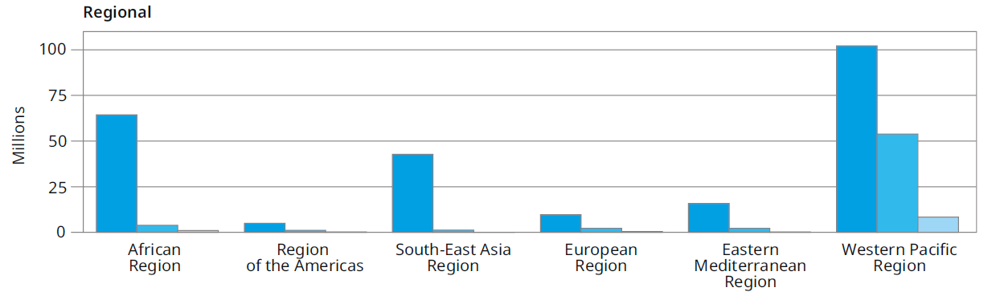 Regional
Millions
100
75
50
25
0
African
Region
Region
of the Americas
South-East Asia
Region
European
Region
Eastern
Mediterranean
Region
Western Pacific
Region